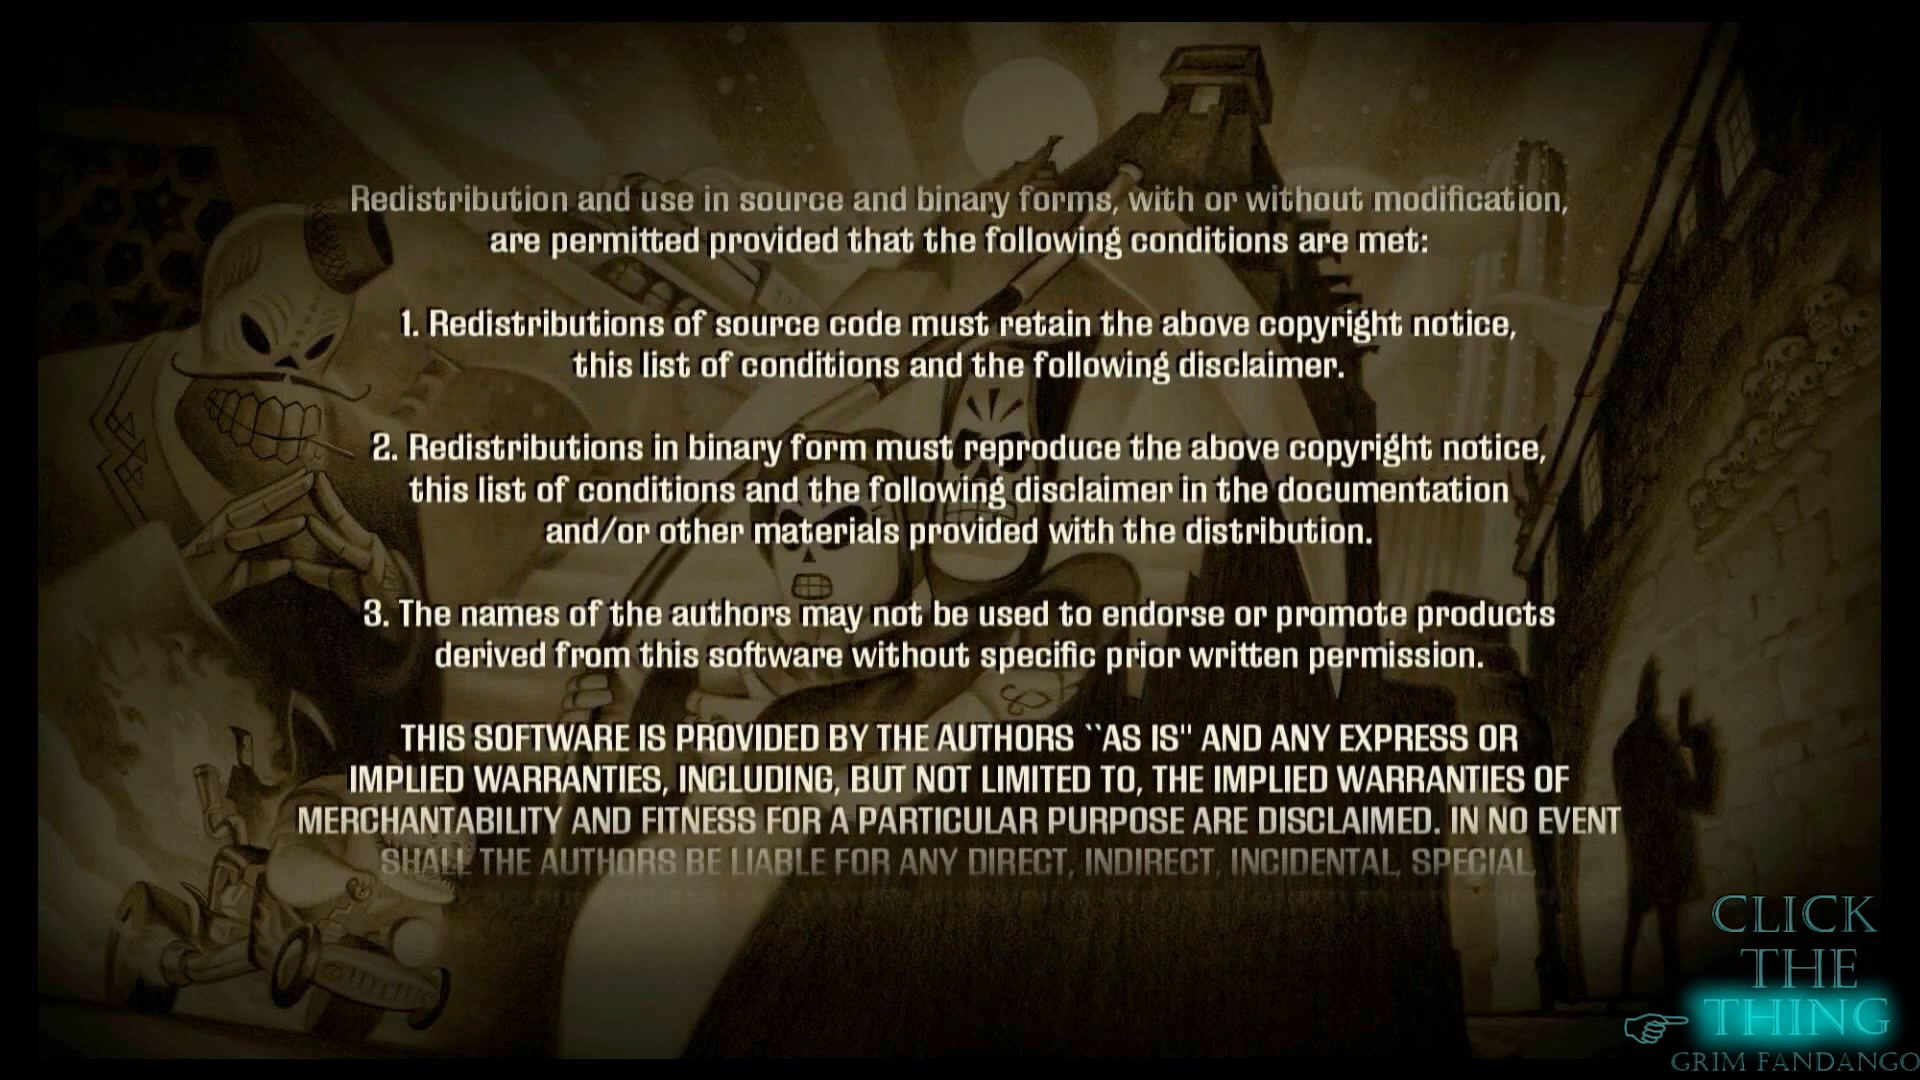 Redistribution and use in source and binary forms, with or without modification,
are permitted provided that the following conditions are met:
1. Redistributions of source code must retain the above copyright notice,
this list of conditions and the following disclaimer.
2. Redistributions in binary form must reproduce the above copyright notice,
this list of conditions and the following disclaimer in the documentation
and/or other materials provided with the distribution.
3. The names of the authors may not be used to endorse or promote products
derived from this software without specific prior written permission.
THIS SOFTWARE IS PROVIDED BY THE AUTHORS ``AS IS'' AND ANY EXPRESS OR
IMPLIED WARRANTIES, INCLUDING, BUT NOT LIMITED TO, THE IMPLIED WARRANTIES OF
MERCHANTABILITY AND FITNESS FOR A PARTICULAR PURPOSE ARE DISCLAIMED. IN NO EVENT
SHALL THE AUTHORS BE LIABLE FOR ANY DIRECT, INDIRECT, INCIDENTAL, SPECIAL,
CLICK
THE
THING
GRIM FANDANGO